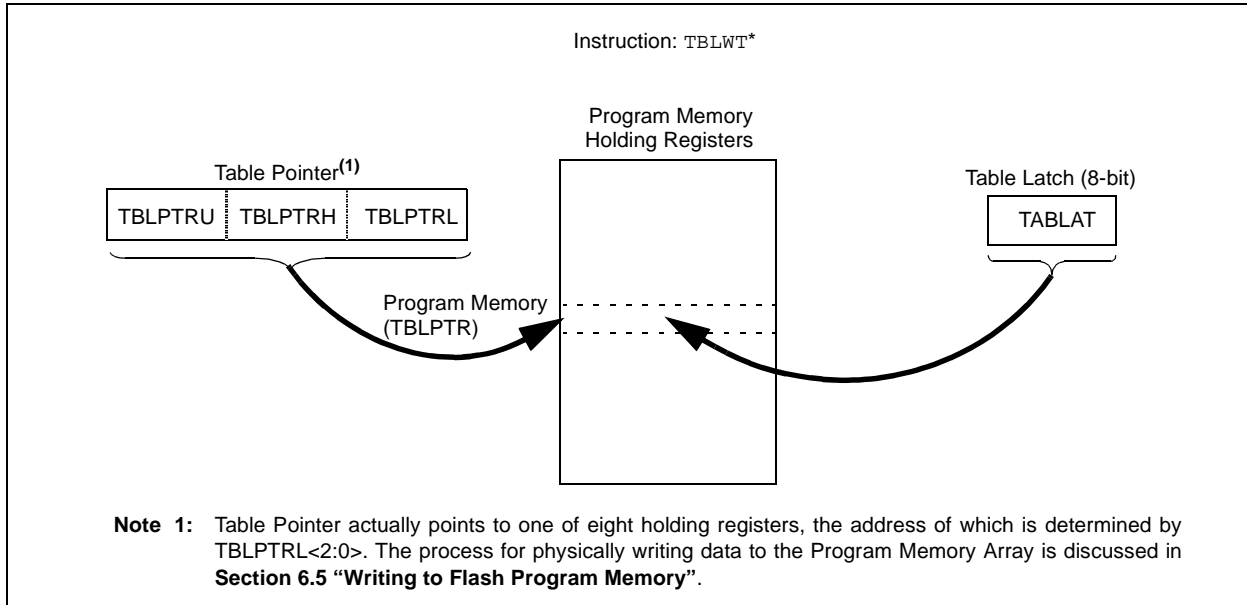 Instruction: TBLWT*
Program Memory
Holding Registers
Table Pointer(1)
Table Latch (8-bit)
TBLPTRU TBLPTRH TBLPTRL
TABLAT
Program Memory
(TBLPTR)
Note 1: Table Pointer actually points to one of eight holding registers, the address of which is determined by
TBLPTRL<2:0>. The process for physically writing data to the Program Memory Array is discussed in
Section 6.5 “Writing to Flash Program Memory”.